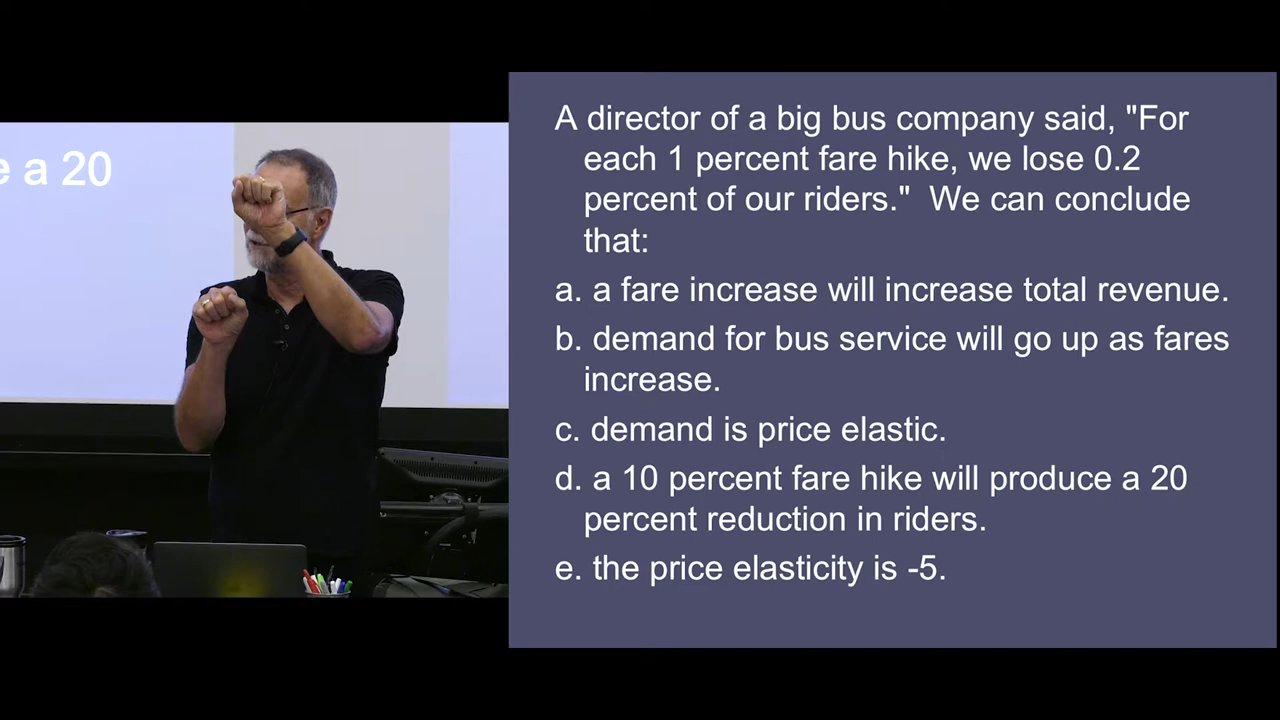 e a 20
A director of a big bus company said, "For
each 1 percent fare hike, we lose 0.2
percent of our riders."  We can conclude
that:
a. a fare increase will increase total revenue.
b. demand for bus service will go up as fares
increase.
c. demand is price elastic.
d. a 10 percent fare hike will produce a 20
percent reduction in riders.
e. the price elasticity is -5.